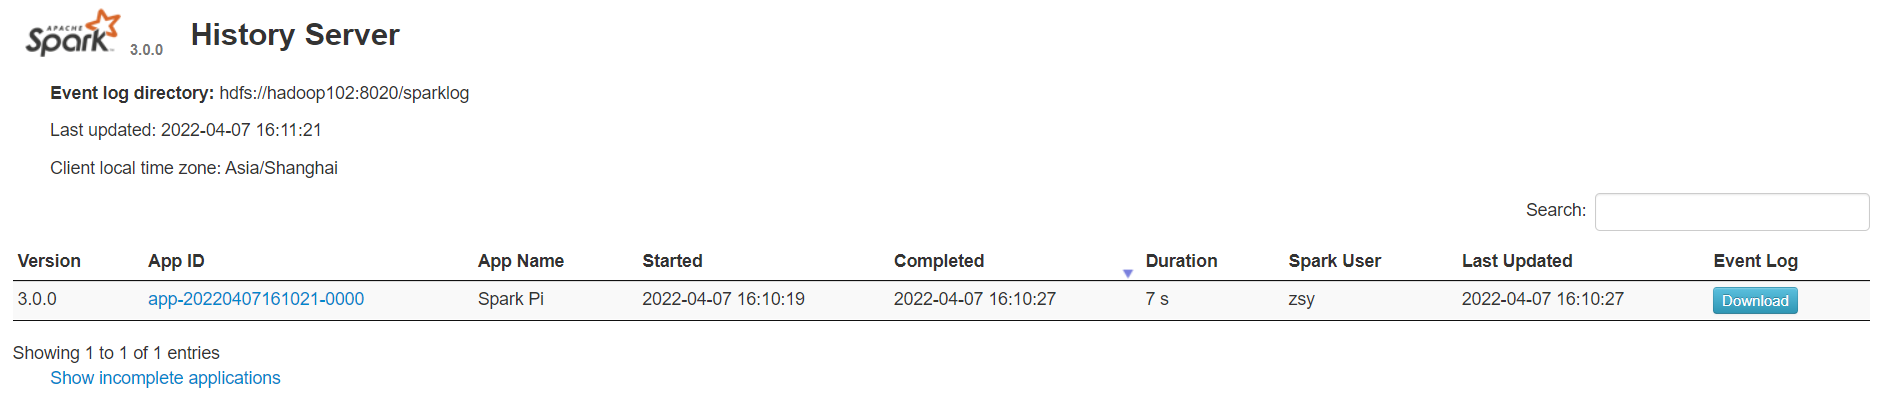 APACHE
Spark 3.0.0 History Server
Event log directory: hdfs://hadoop102:8020/sparklog
Last updated: 2022-04-07 16:11:21
Client local time zone: Asia/Shanghai
Search:
Version App ID App Name Started Completed Duration Spark User Last Updated Event Log
3.0.0 app-20220407161021-0000 Spark Pi 2022-04-07 16:10:19 2022-04-07 16:10:27 7 s zsy 2022-04-07 16:10:27 Download
Showing 1 to 1 of 1 entries
Show incomplete applications